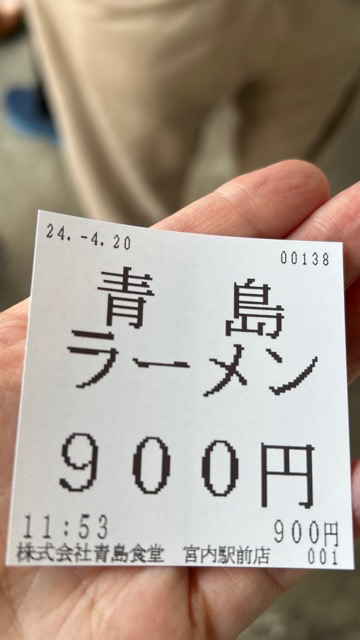 24.-4.20
00138
青島
ラーメン
900円
11:53 900円
株式会社青島食堂 宮内駅前店 001